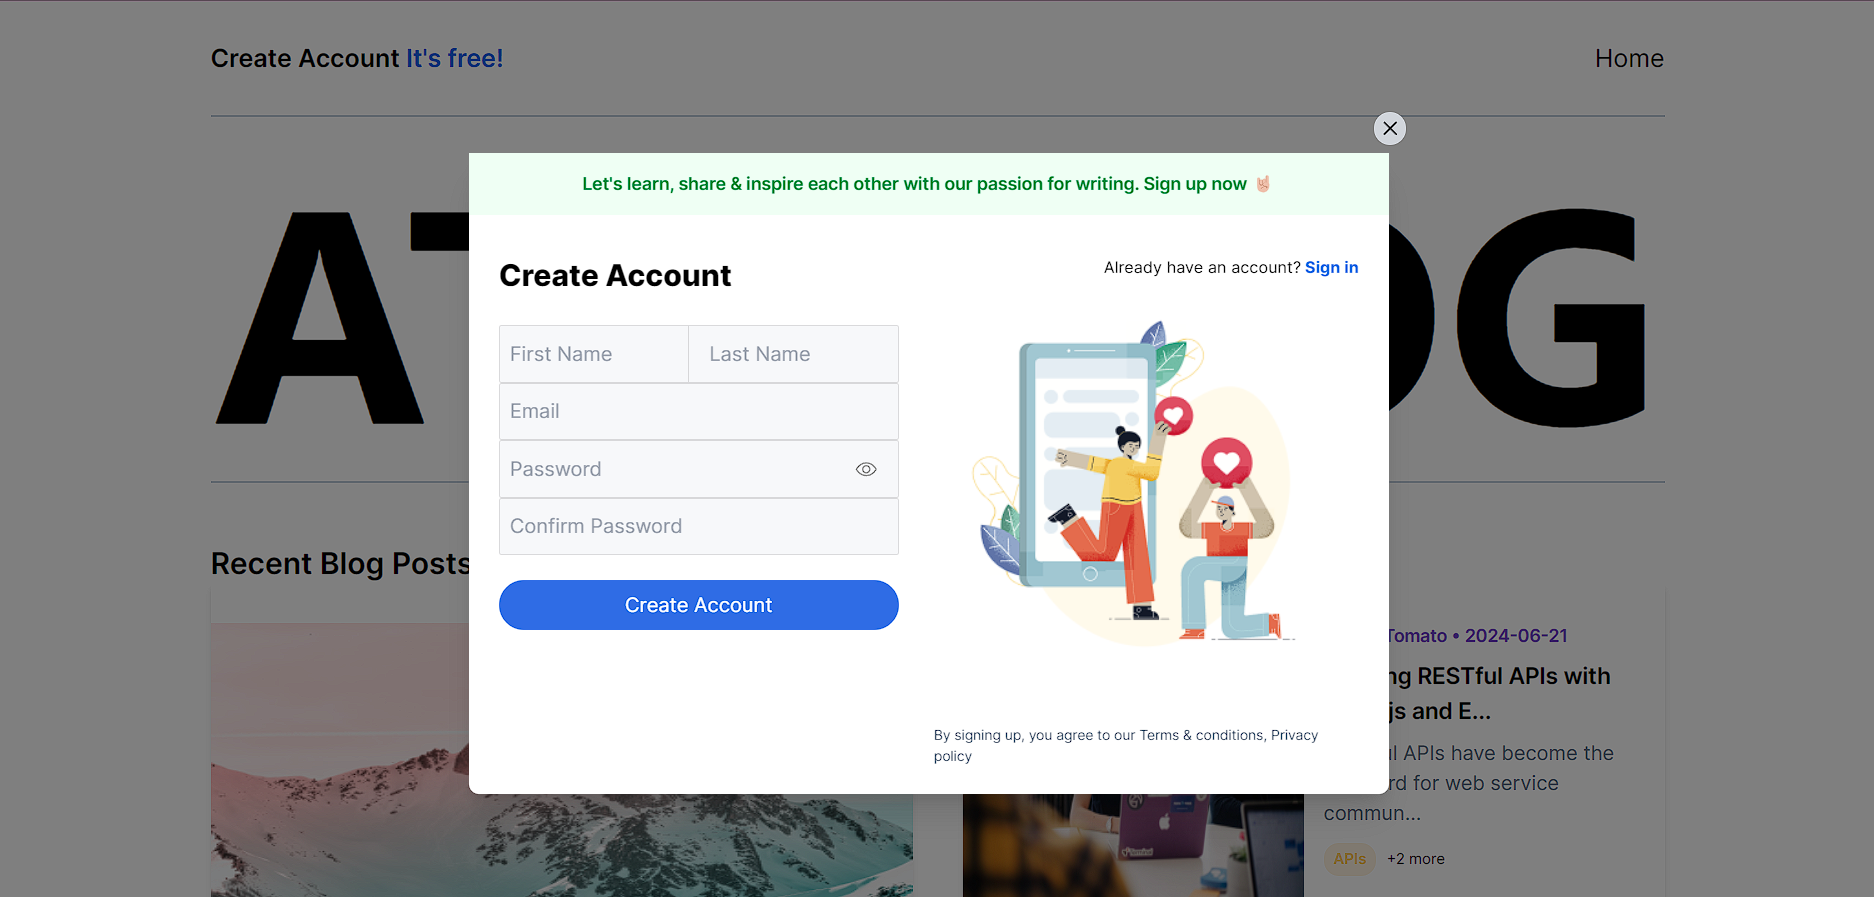 Create Account It's free!
Home
Let's learn, share & inspire each other with our passion for writing. Sign up now 🤘🏻
AT
OG
Create Account
Already have an account? Sign in
First Name
Last Name
Email
Password
Confirm Password
Create Account
By signing up, you agree to our Terms & conditions, Privacy
policy
Recent Blog Posts
Tomato • 2024-06-21
ng RESTful APIs with
js and E...
l APIs have become the
rd for web service
commun...
APIs
+2 more